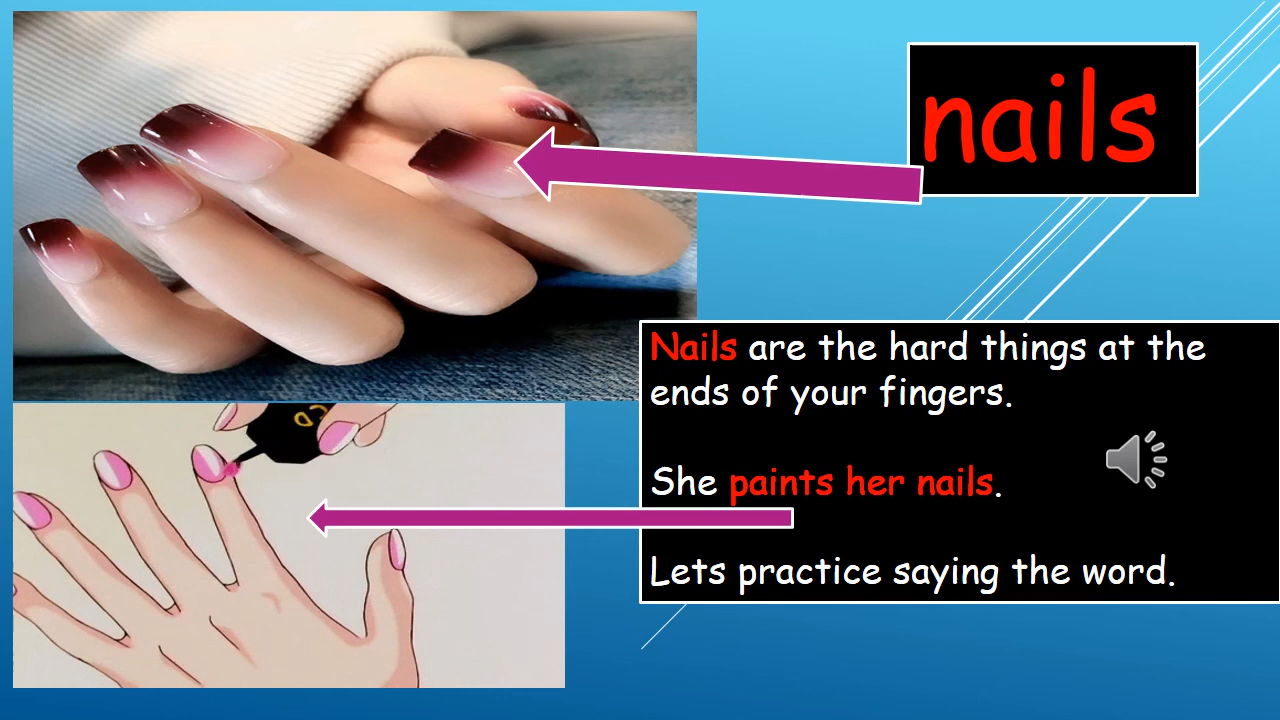 nails
Nails are the hard things at the
ends of your fingers.
She paints her nails.
Lets practice saying the word.